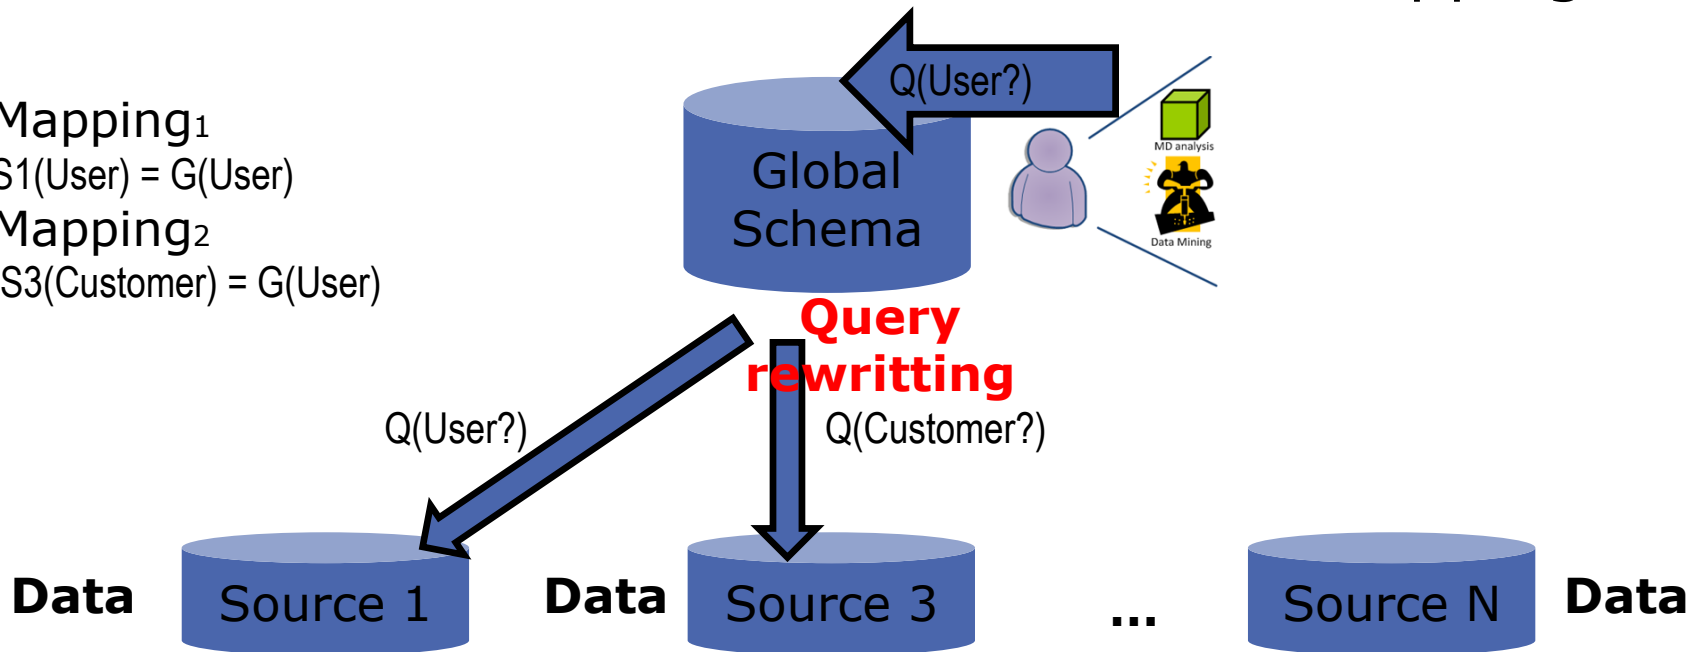 Q(User?)
Mapping1
S1(User) = G(User)
Mapping2
S3(Customer) = G(User)
Global
Schema
MD analysis
Data Mining
Query
rewritting
Q(User?)
Q(Customer?)
Data
Source 1
Data
Source 3
...
Source N
Data